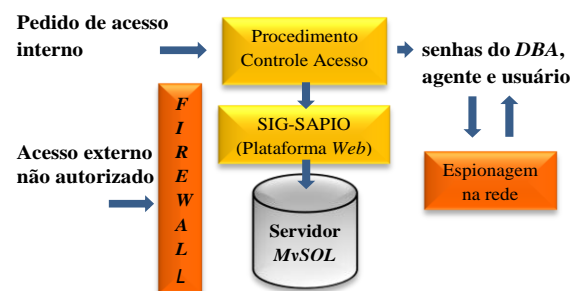 Pedido de acesso
interno
Procedimento
Controle Acesso
senhas do DBA,
agente e usuário
SIG-SAPIO
(Plataforma Web)
Acesso externo
não autorizado
F
I
R
E
W
A
L
L
Espionagem
na rede
Servidor
MvSOL